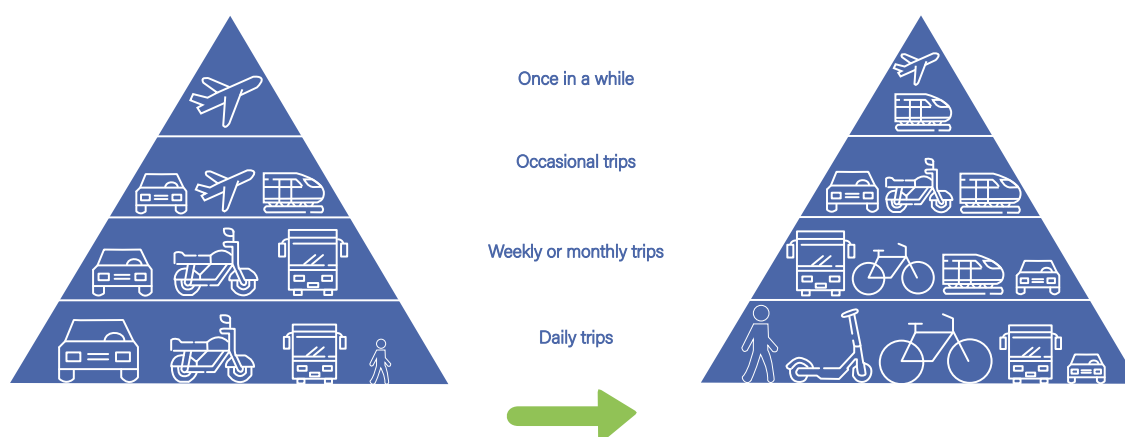 Once in a while
Occasional trips
Weekly or monthly trips
Daily trips